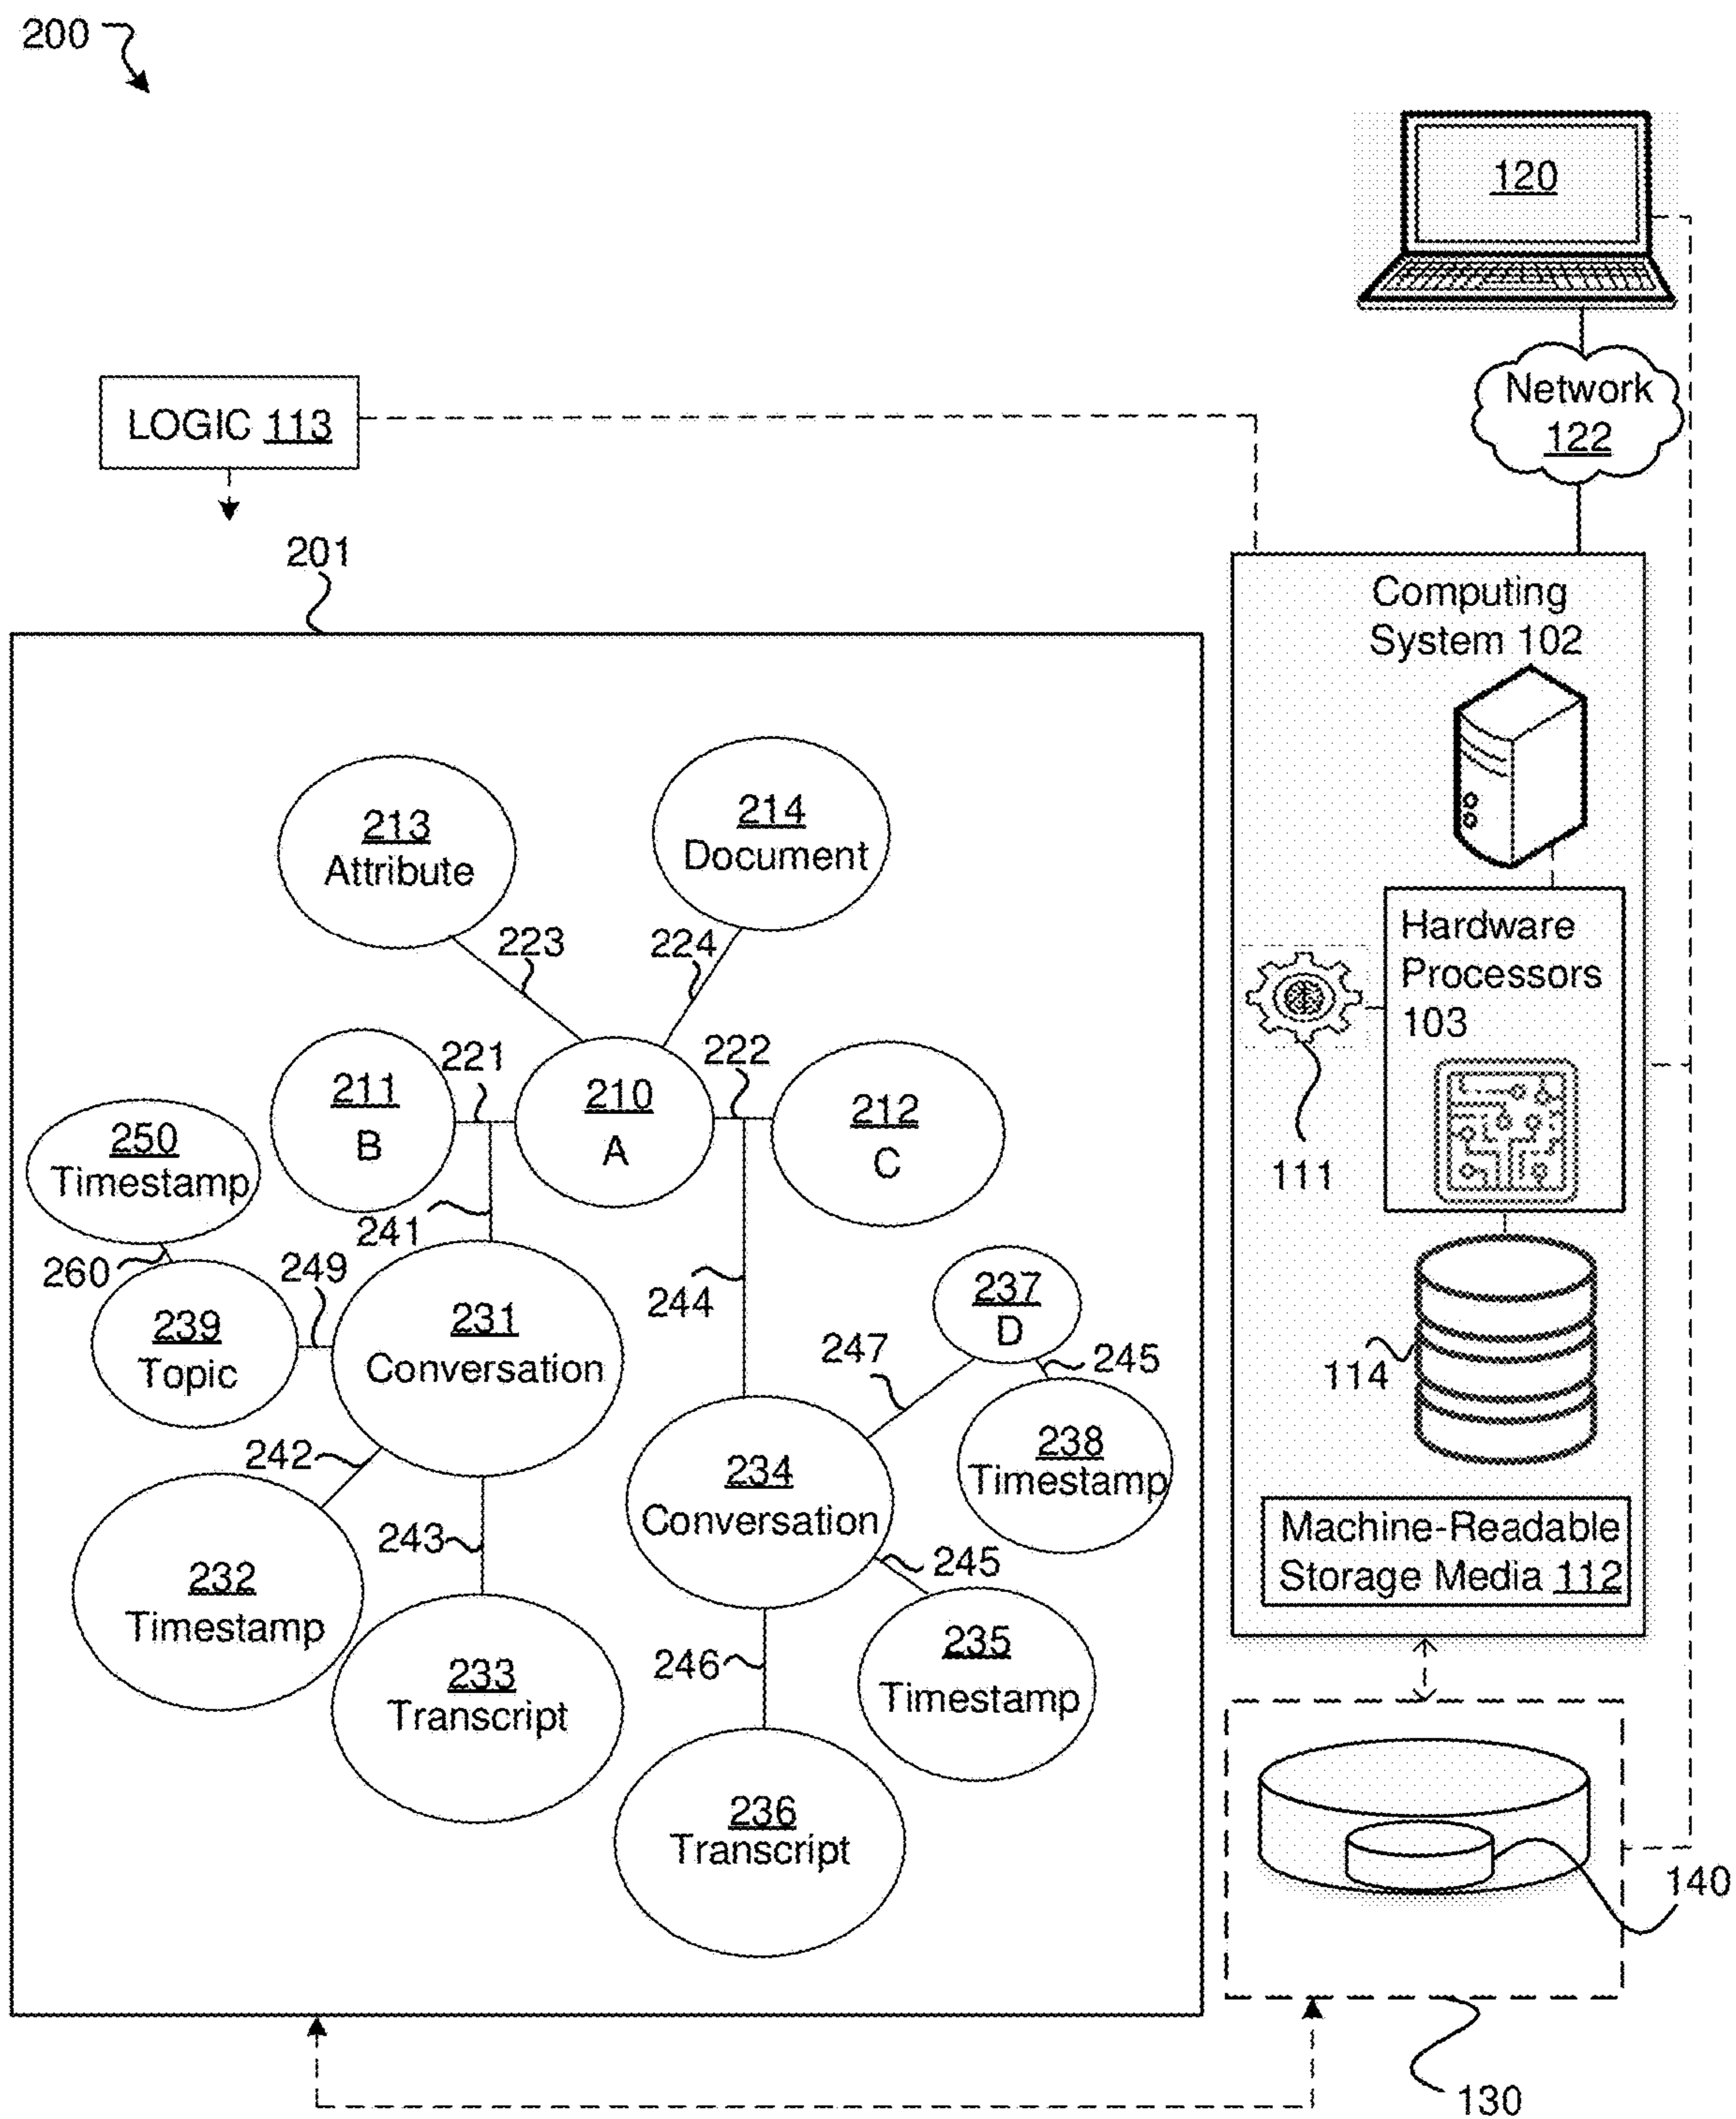 200
120
Network
122
LOGIC 113
201
Computing
System 102
213
Attribute
214
Document
223
224
Hardware
Processors
103
111
221
222
211
B
210
A
212
C
250
Timestamp
241
260
249
239
Topic
231
Conversation
244
237
D
247
245
114
242
232
Timestamp
243
234
Conversation
238
Timestamp
245
Machine-Readable
Storage Media 112
233
Transcript
246
235
Timestamp
236
Transcript
140
130